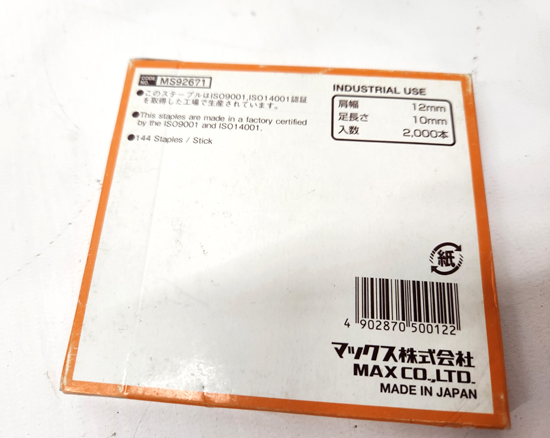 CODE NO. MS92671
●このステープルはISO9001,ISO14001認証
を取得した工場で生産されています。
●This staples are made in a factory certified
by the ISO9001 and ISO14001.
●144 Staples / Stick
INDUSTRIAL USE
肩幅 12mm
足長さ 10mm
入数 2,000本
紙
4 902870 500122
マックス株式会社
MAX CO.,LTD.
MADE IN JAPAN